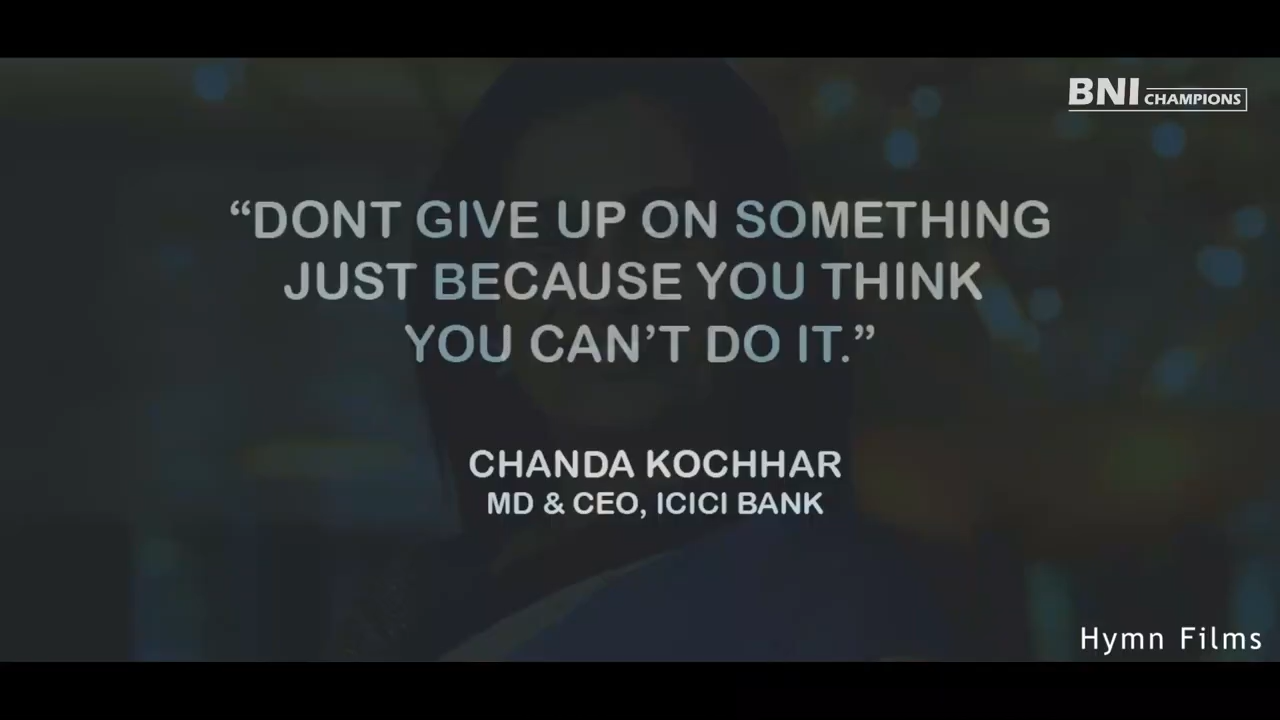 BNI CHAMPIONS
“DONT GIVE UP ON SOMETHING
JUST BECAUSE YOU THINK
YOU CAN’T DO IT.”
CHANDA KOCHHAR
MD & CEO, ICICI BANK
Hymn Films